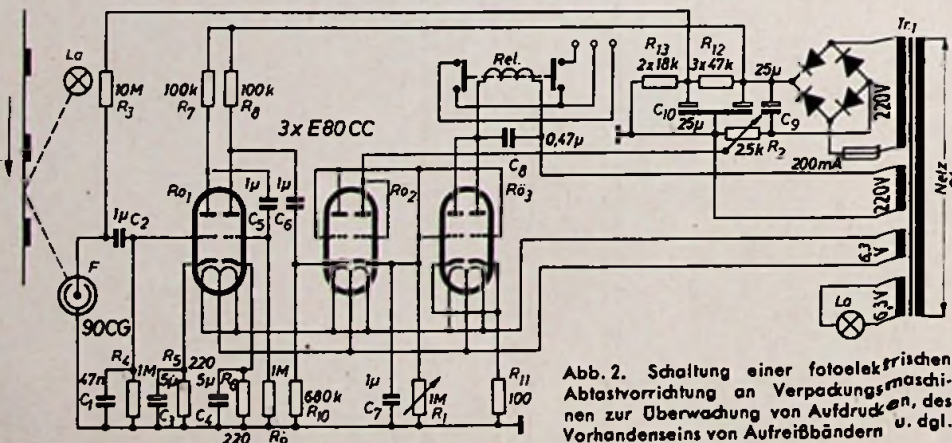 La
10M
R3
100k
R7
100k
R8
3x E80CC
Rel.
R13
2x18k
R12
3x47k
25µ
C10
25µ
C9
R2
25k
200mA
Tr.1
220V
220V
6,3V
6,3V
Netz
La
0,47µ
C8
1µ
C2
Rö1
1µ
C5
1µ
C6
Rö2
Rö3
F
90CG
47n
C1
R4
1M
5µ
C3
R5
220
5µ
C4
R6
220
1M
R9
680k
R10
1µ
C7
1M
R1
R11
100
Abb. 2. Schaltung einer fotoelektrischen
Abtastvorrichtung an Verpackungsmaschi-
nen zur Überwachung von Aufdrucken, des
Vorhandenseins von Aufreißbändern u. dgl.